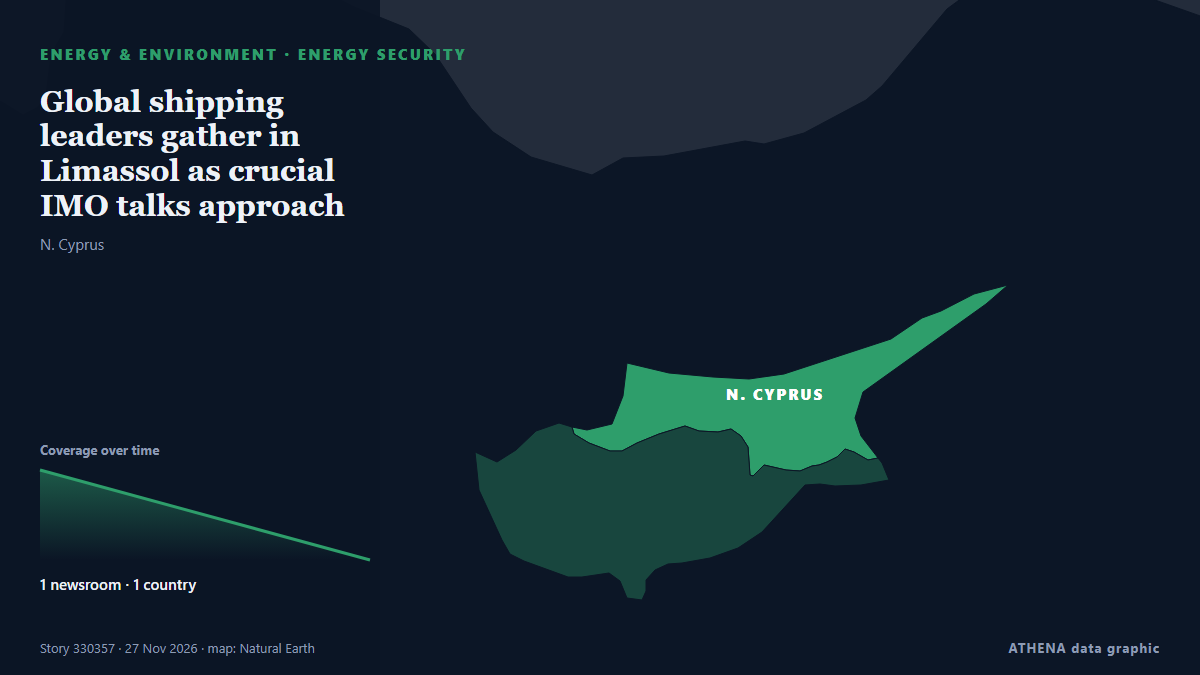 ENERGY & ENVIRONMENT · ENERGY SECURITY
Global shipping
leaders gather in
Limassol as crucial
IMO talks approach
N. Cyprus
N. CYPRUS
Coverage over time
1 newsroom · 1 country
Story 330357 · 27 Nov 2026 · map: Natural Earth
ATHENA data graphic